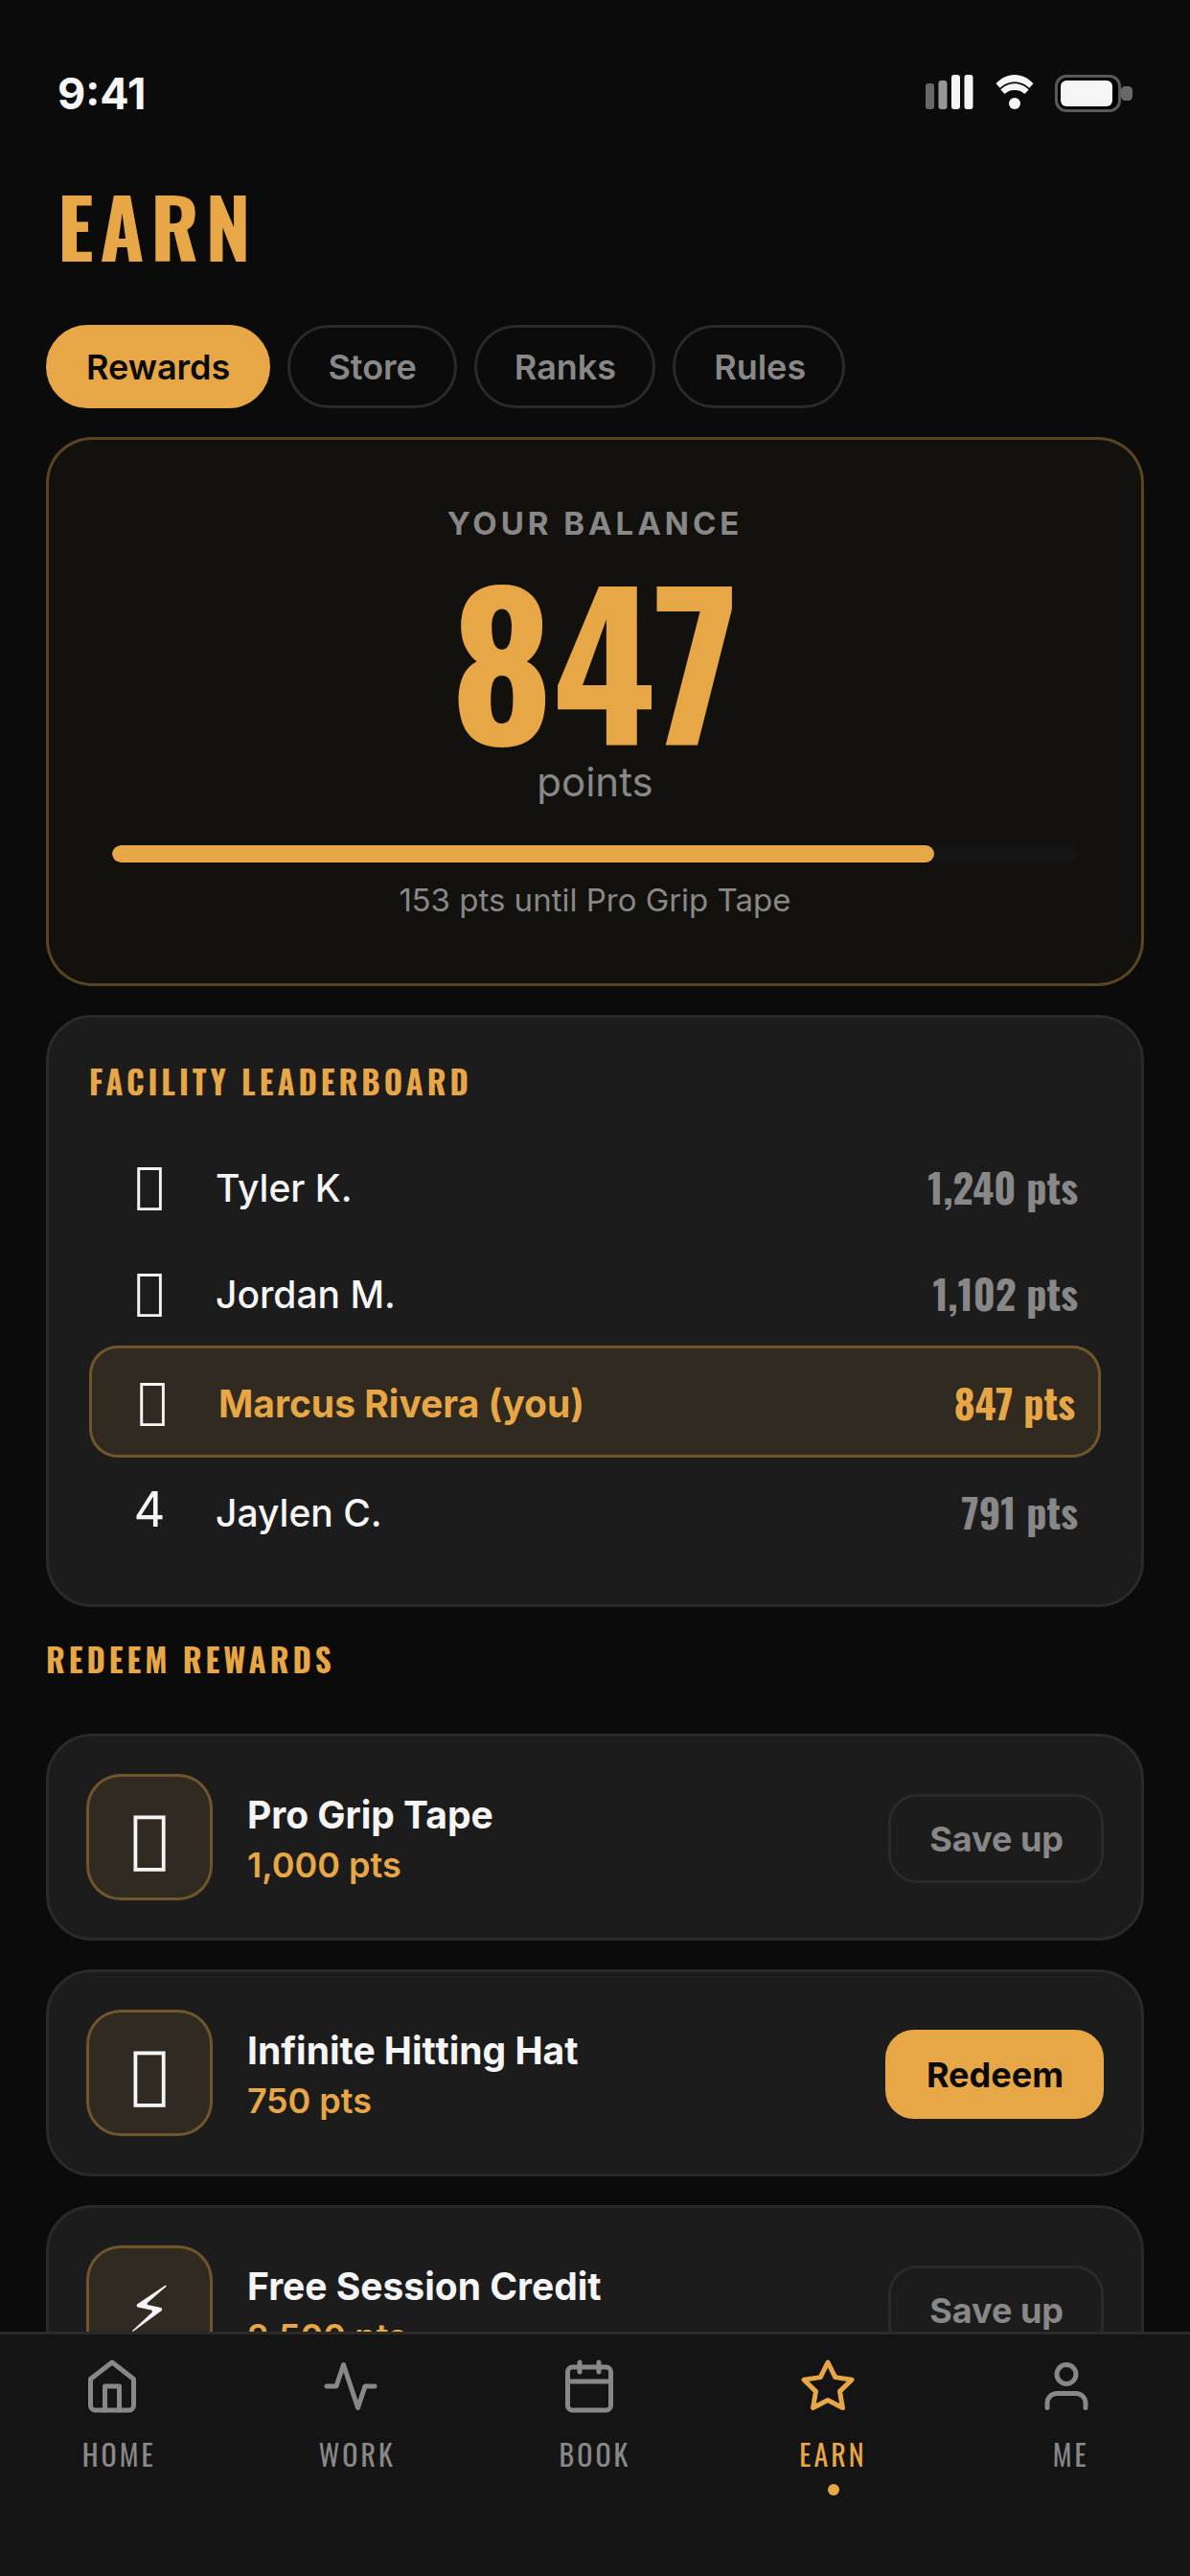 9:41
EARN
Rewards Store Ranks Rules
YOUR BALANCE
847
points
153 pts until Pro Grip Tape
FACILITY LEADERBOARD
Tyler K. 1,240 pts
Jordan M. 1,102 pts
Marcus Rivera (you) 847 pts
4 Jaylen C. 791 pts
REDEEM REWARDS
Pro Grip Tape
1,000 pts
Save up
Infinite Hitting Hat
750 pts
Redeem
Free Session Credit
Save up
HOME WORK BOOK EARN ME